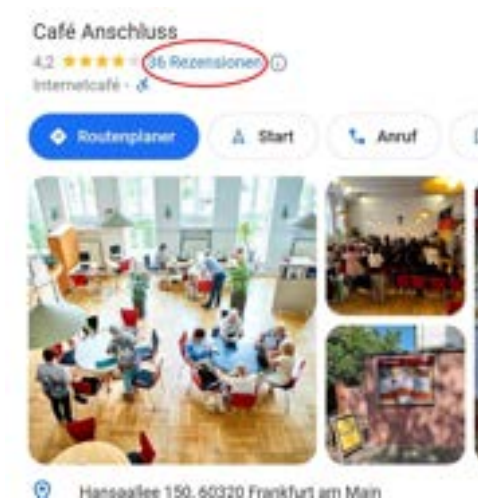 Café Anschluss
4,2 36 Rezensionen
Internetcafé
Routenplaner Start Anruf
Hansaallee 150, 60320 Frankfurt am Main